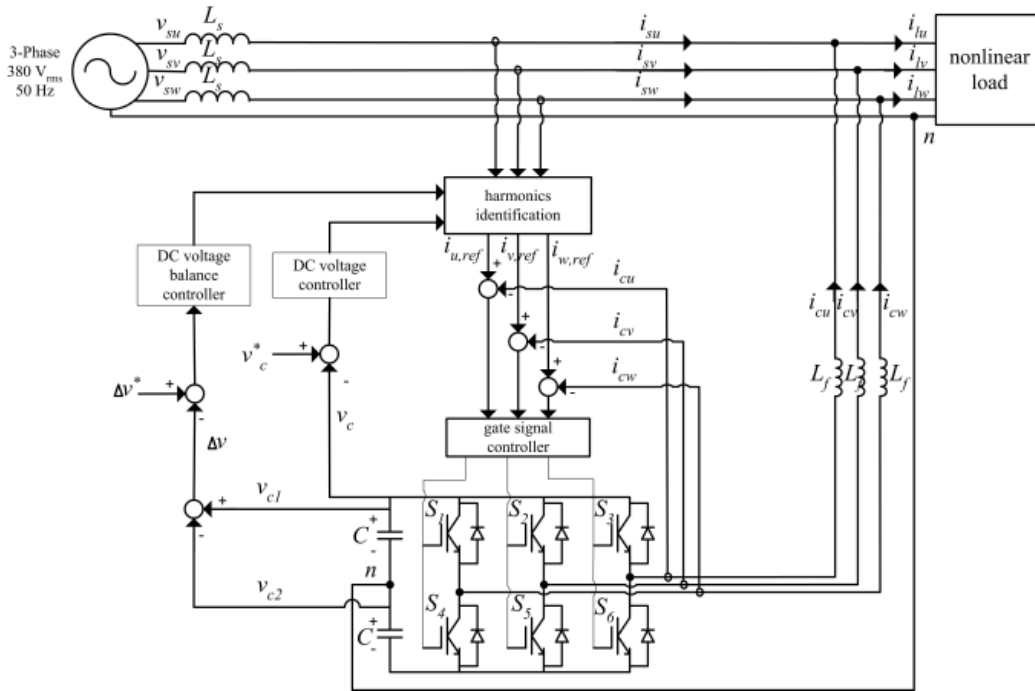 3-Phase
380 Vrms
50 Hz
vsu
Ls
vsv
Ls
vsw
Ls
isu
isv
isw
ilu
ilv
ilw
nonlinear
load
n
harmonics
identification
DC voltage
balance
controller
DC voltage
controller
iu,ref
iv,ref
iw,ref
+
-
icu
+
-
icv
+
-
icw
icu
icv
icw
Lf
Lf
Lf
v*c
+
-
vc
Δv*
+
-
Δv
gate signal
controller
vc1
+
-
vc2
C
+
-
n
C
+
-
S1
S2
S3
S4
S5
S6